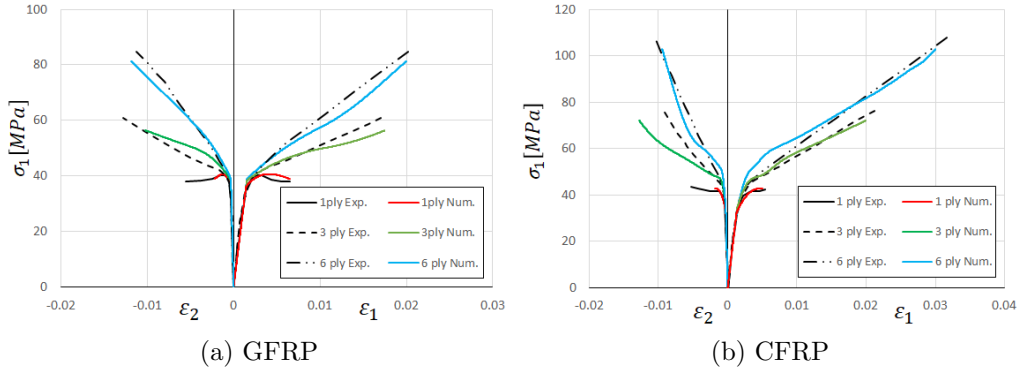 100
80
60
40
20
0
σ₁[MPa]
-0.02
-0.01
0
0.01
0.02
0.03
ε₂
ε₁
1ply Exp.
1ply Num.
3 ply Exp.
3ply Num.
6 ply Exp.
6 ply Num.
(a) GFRP
120
100
80
60
40
20
0
σ₁[MPa]
-0.02
-0.01
0
0.01
0.02
0.03
0.04
ε₂
ε₁
1 ply Exp.
1 ply Num.
3 ply Exp.
3 ply Num.
6 ply Exp.
6 ply Num.
(b) CFRP